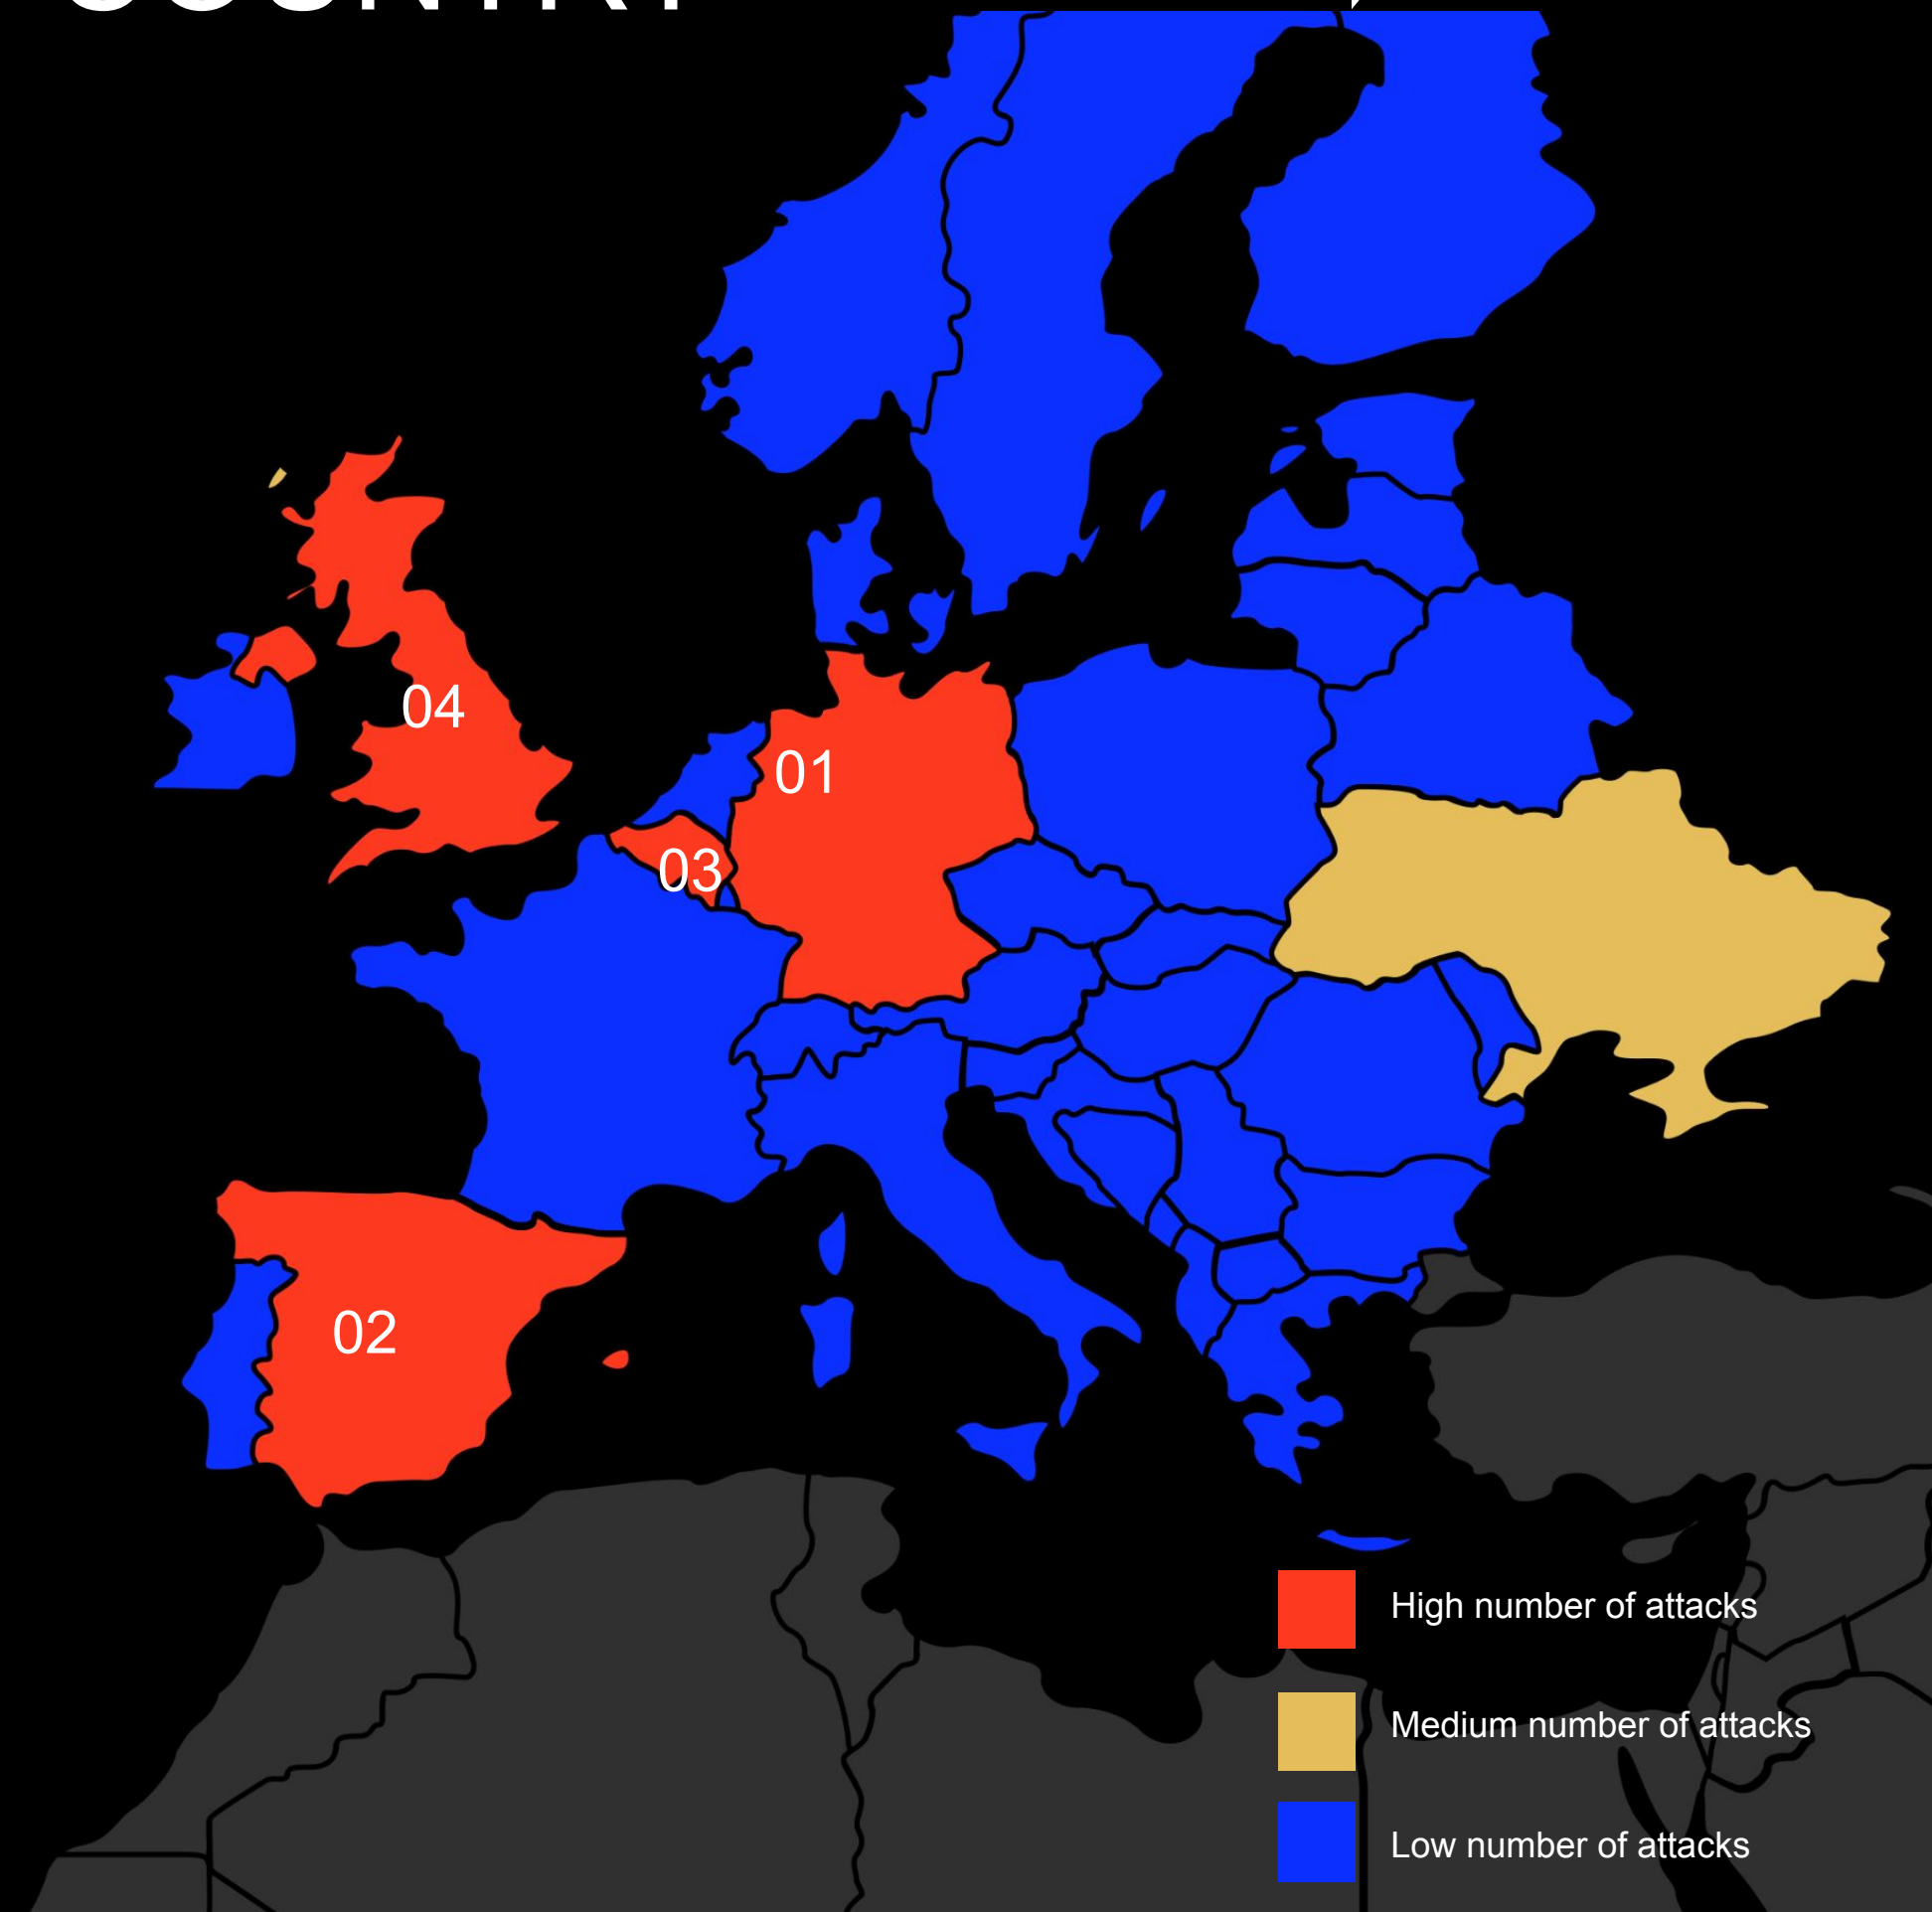 04
01
03
02
High number of attacks
Medium number of attacks
Low number of attacks